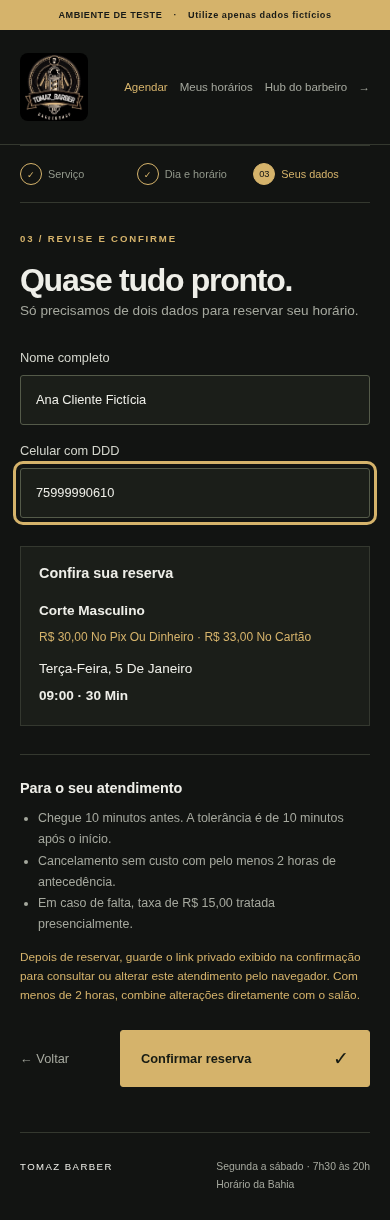 AMBIENTE DE TESTE · Utilize apenas dados fictícios
TOMAZ_BARBER
Agendar Meus horários Hub do barbeiro →
✓ Serviço ✓ Dia e horário 03 Seus dados
03 / REVISE E CONFIRME
Quase tudo pronto.
Só precisamos de dois dados para reservar seu horário.
Nome completo
Ana Cliente Fictícia
Celular com DDD
75999990610
Confira sua reserva
Corte Masculino
R$ 30,00 No Pix Ou Dinheiro · R$ 33,00 No Cartão
Terça-Feira, 5 De Janeiro
09:00 · 30 Min
Para o seu atendimento
• Chegue 10 minutos antes. A tolerância é de 10 minutos
após o início.
• Cancelamento sem custo com pelo menos 2 horas de
antecedência.
• Em caso de falta, taxa de R$ 15,00 tratada
presencialmente.
Depois de reservar, guarde o link privado exibido na confirmação
para consultar ou alterar este atendimento pelo navegador. Com
menos de 2 horas, combine alterações diretamente com o salão.
← Voltar
Confirmar reserva ✓
TOMAZ BARBER
Segunda a sábado · 7h30 às 20h
Horário da Bahia